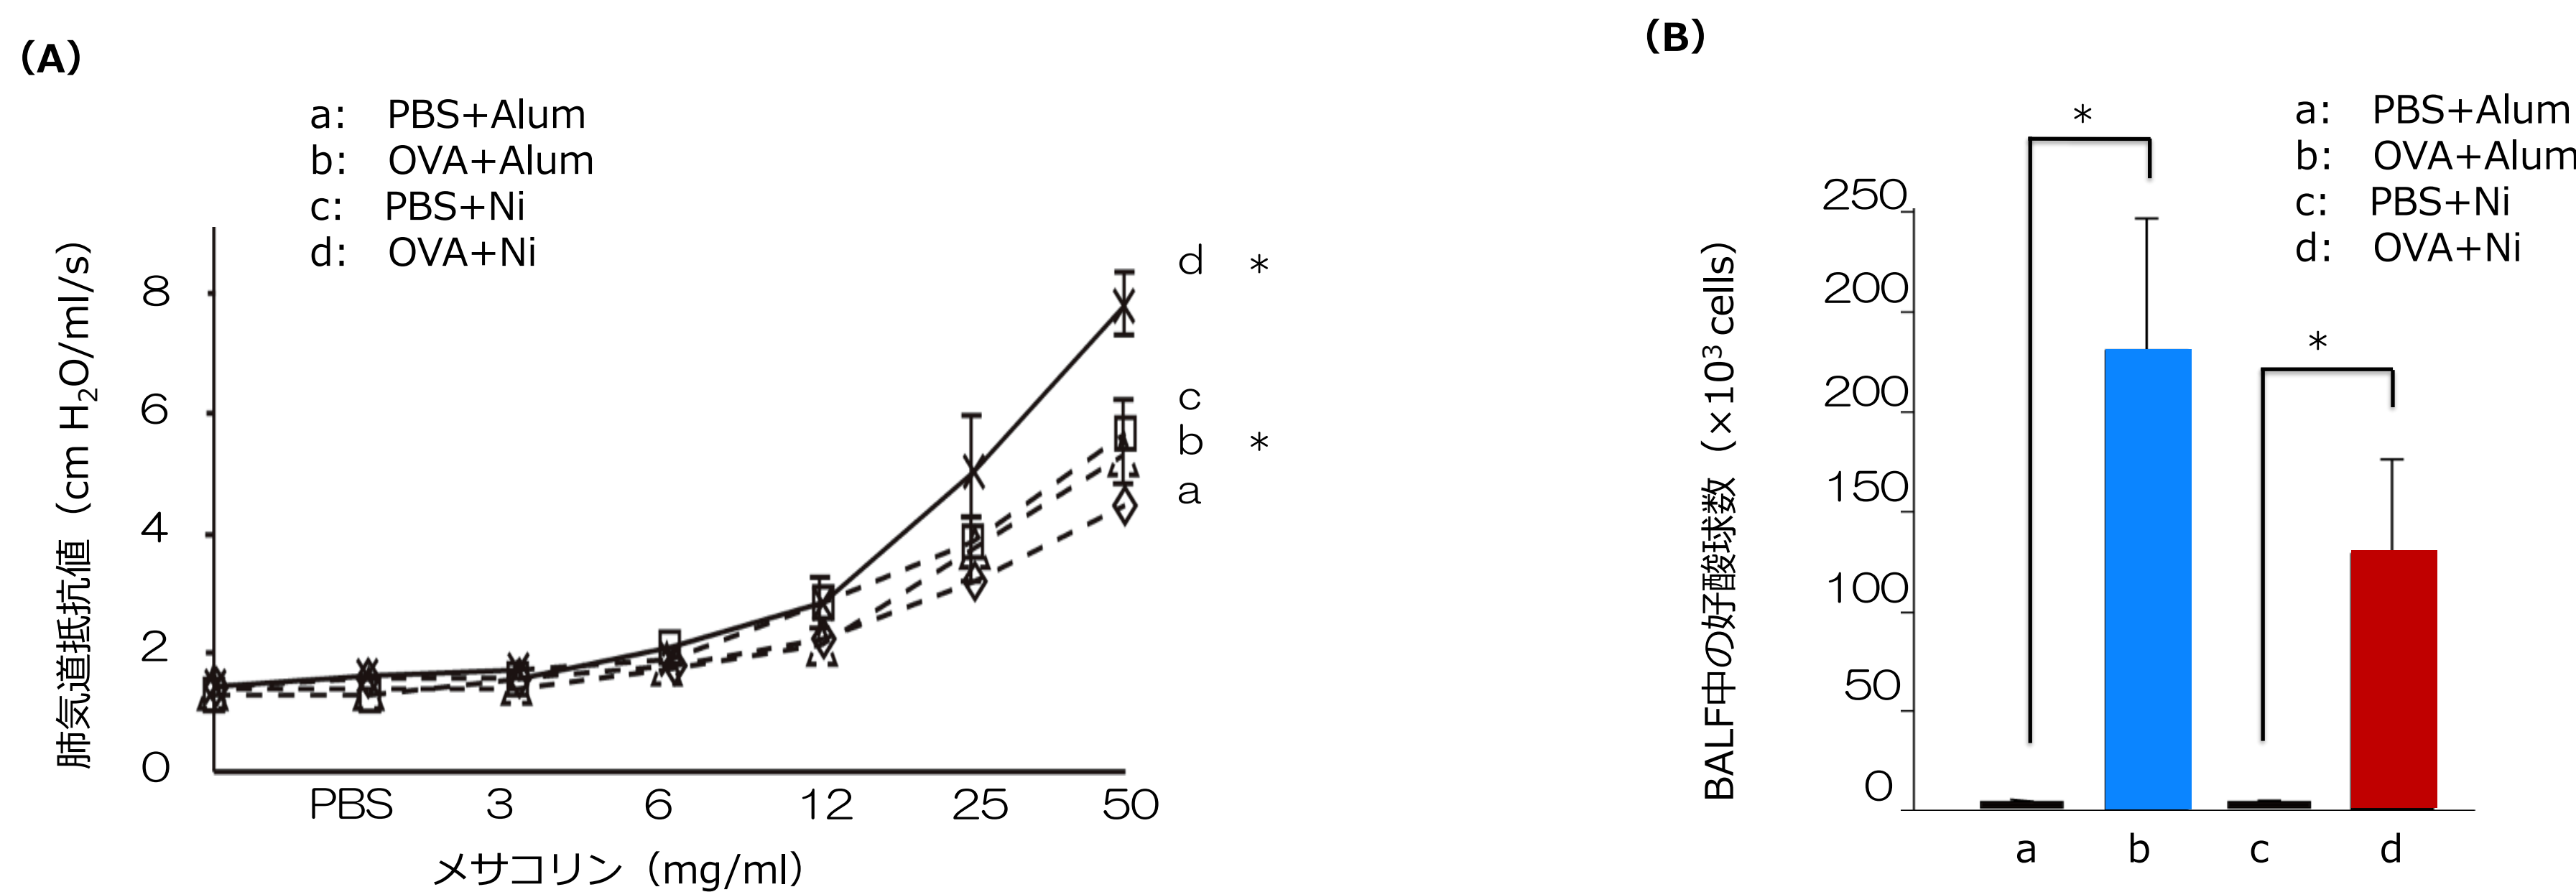 (A)
a: PBS+Alum
b: OVA+Alum
c: PBS+Ni
d: OVA+Ni
肺気道抵抗値（cm H₂O/ml/s）
8
6
4
2
0
d *
c
b *
a
PBS 3 6 12 25 50
メサコリン（mg/ml）
(B)
a: PBS+Alum
b: OVA+Alum
c: PBS+Ni
d: OVA+Ni
*
*
BALF中の好酸球数（×10³ cells）
250
200
200
150
100
50
0
a b c d